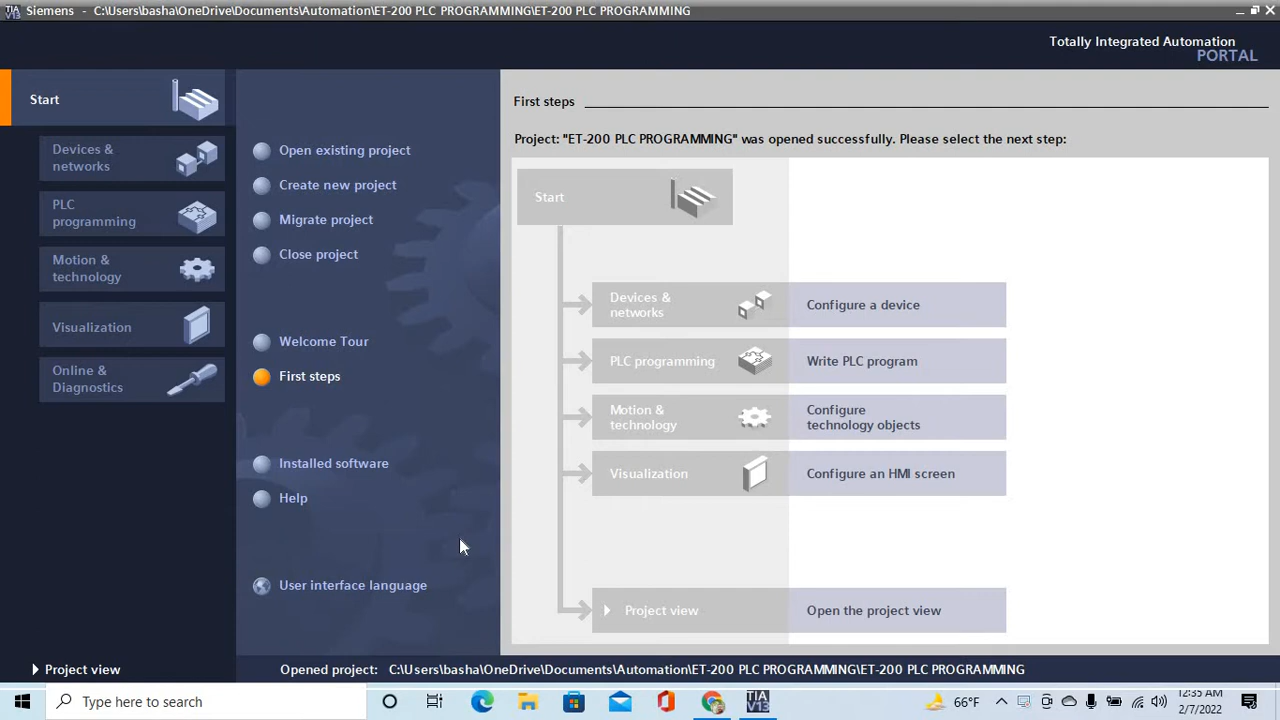 Siemens - C:\Users\basha\OneDrive\Documents\Automation\ET-200 PLC PROGRAMMING\ET-200 PLC PROGRAMMING
Totally Integrated Automation
PORTAL
Start
Devices &
networks
PLC
programming
Motion &
technology
Visualization
Online &
Diagnostics
Open existing project
Create new project
Migrate project
Close project
Welcome Tour
First steps
Installed software
Help
User interface language
First steps
Project: "ET-200 PLC PROGRAMMING" was opened successfully. Please select the next step:
Start
Devices &
networks
Configure a device
PLC programming
Write PLC program
Motion &
technology
Configure
technology objects
Visualization
Configure an HMI screen
Project view
Open the project view
Project view
Opened project: C:\Users\basha\OneDrive\Documents\Automation\ET-200 PLC PROGRAMMING\ET-200 PLC PROGRAMMING
Type here to search
TIA
V13
66°F
12:35 AM
2/7/2022